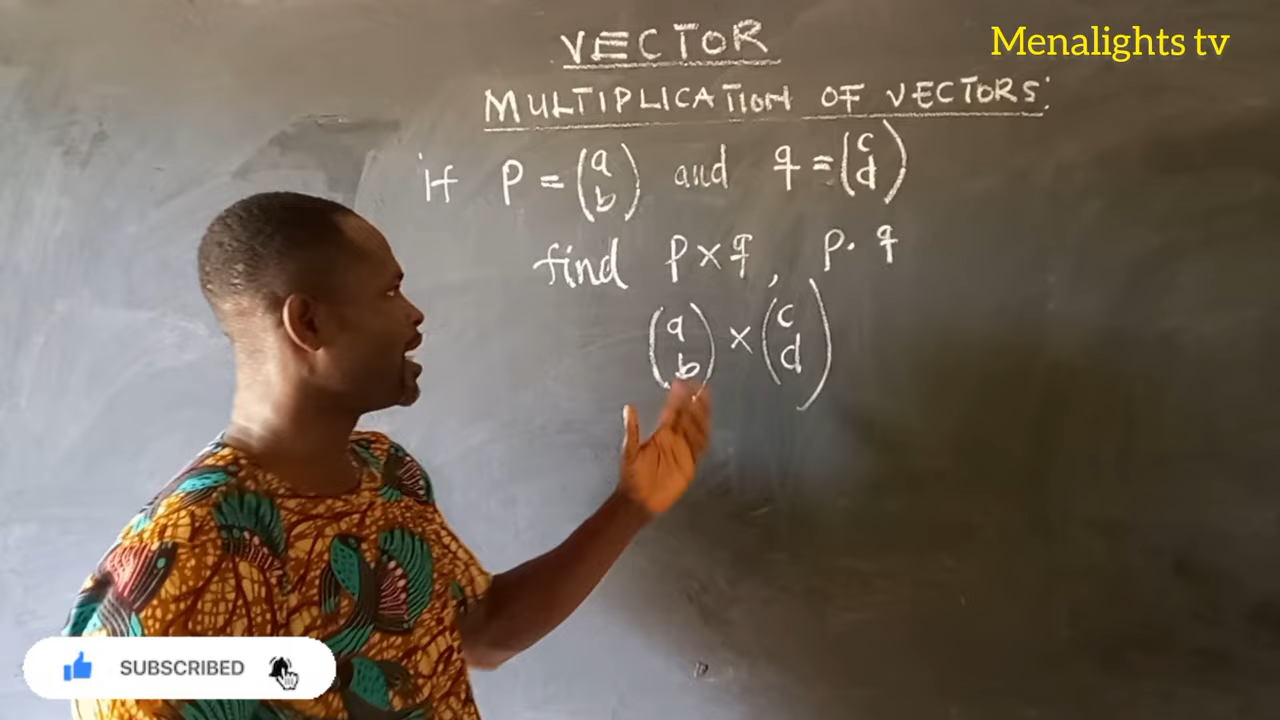 Menalights tv
VECTOR
MULTIPLICATION OF VECTORS:
if P = (a b) and q = (c d)
find P × q, P. q
(a b) × (c d)
SUBSCRIBED